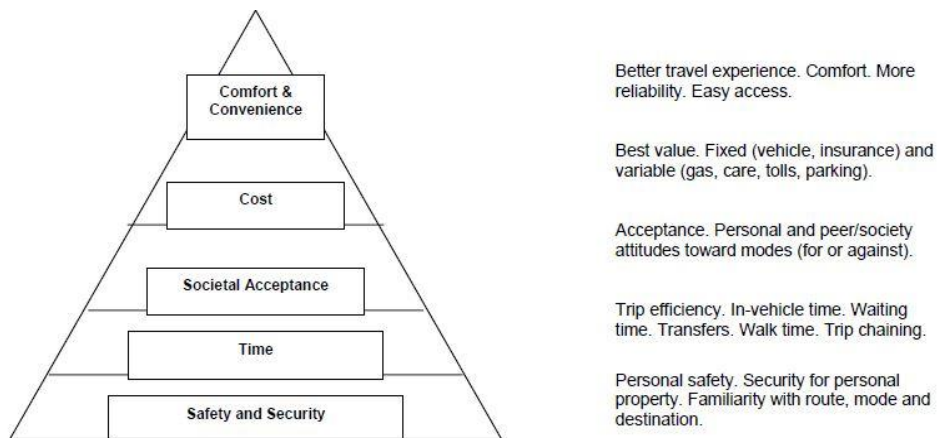 Comfort &
Convenience
Better travel experience. Comfort. More
reliability. Easy access.
Cost
Best value. Fixed (vehicle, insurance) and
variable (gas, care, tolls, parking).
Societal Acceptance
Acceptance. Personal and peer/society
attitudes toward modes (for or against).
Time
Trip efficiency. In-vehicle time. Waiting
time. Transfers. Walk time. Trip chaining.
Safety and Security
Personal safety. Security for personal
property. Familiarity with route, mode and
destination.